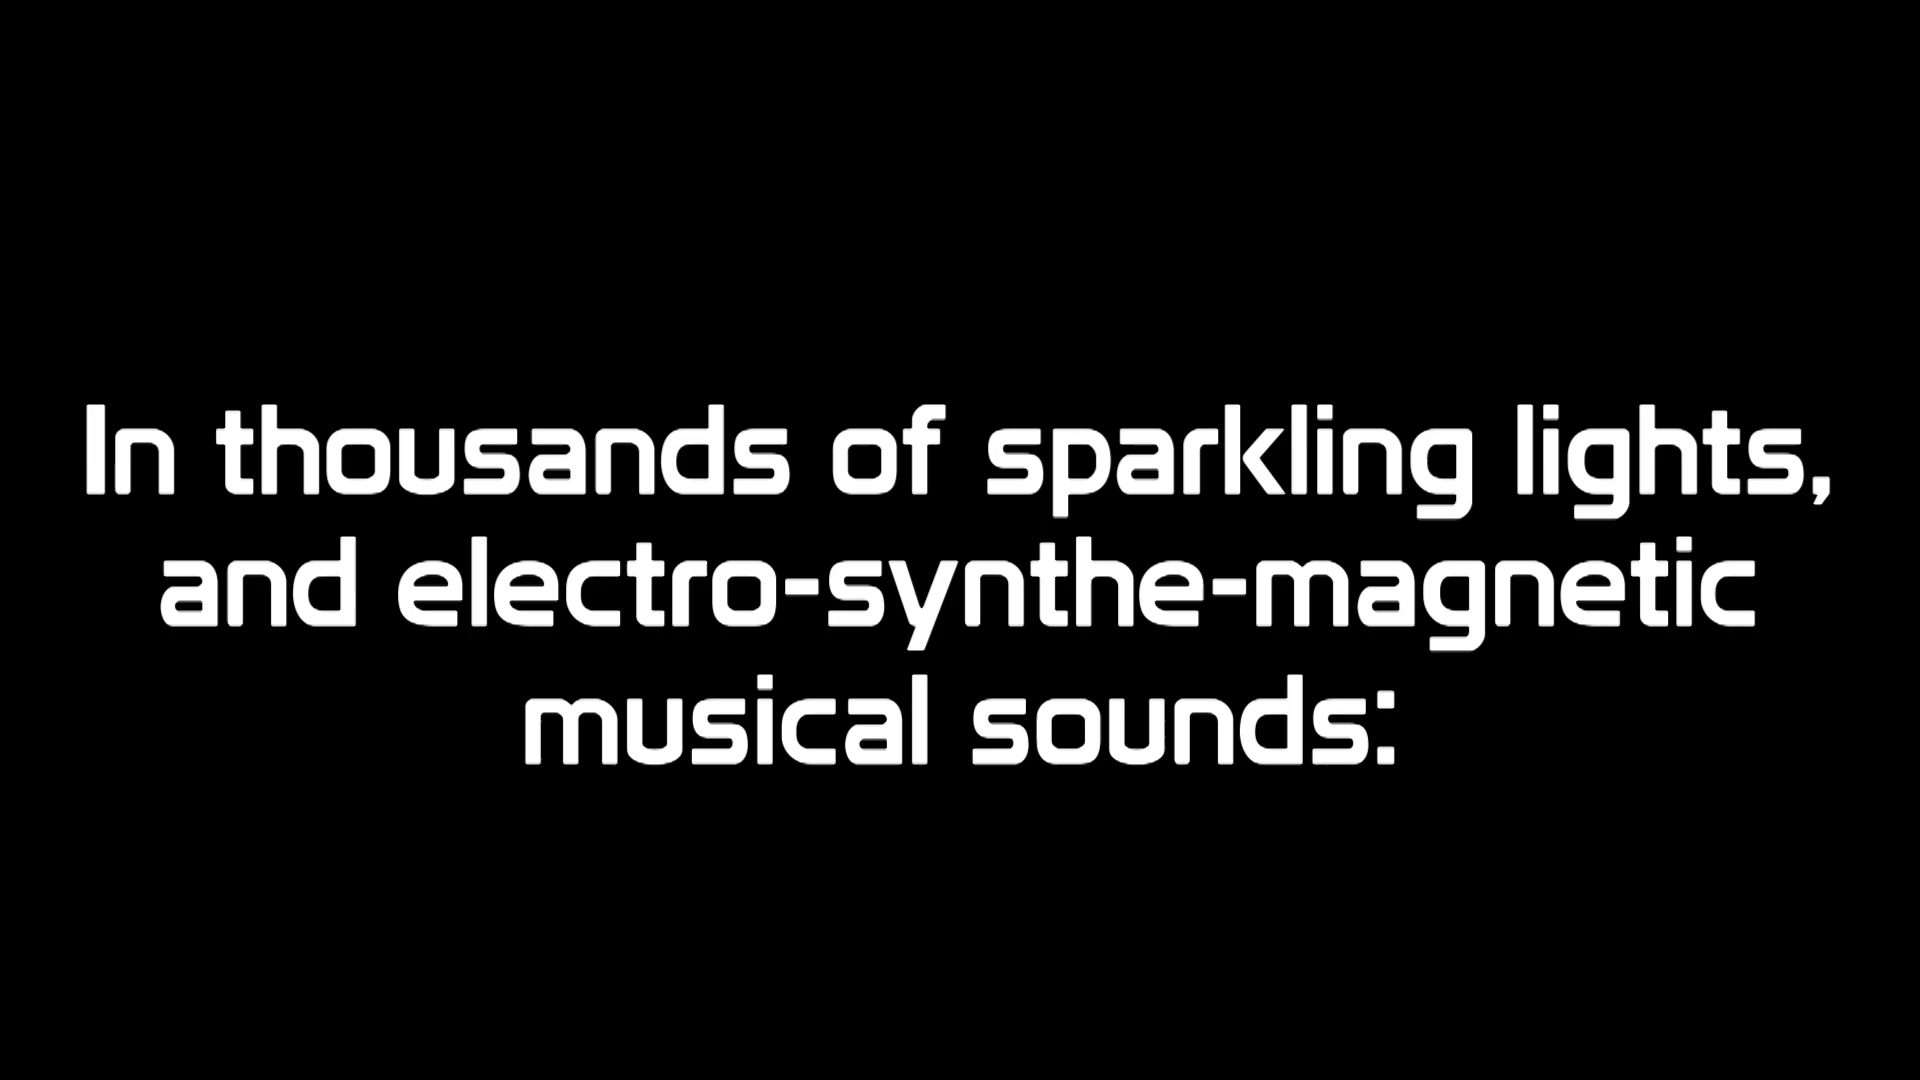 In thousands of sparkling lights,
and electro-synthe-magnetic
musical sounds: